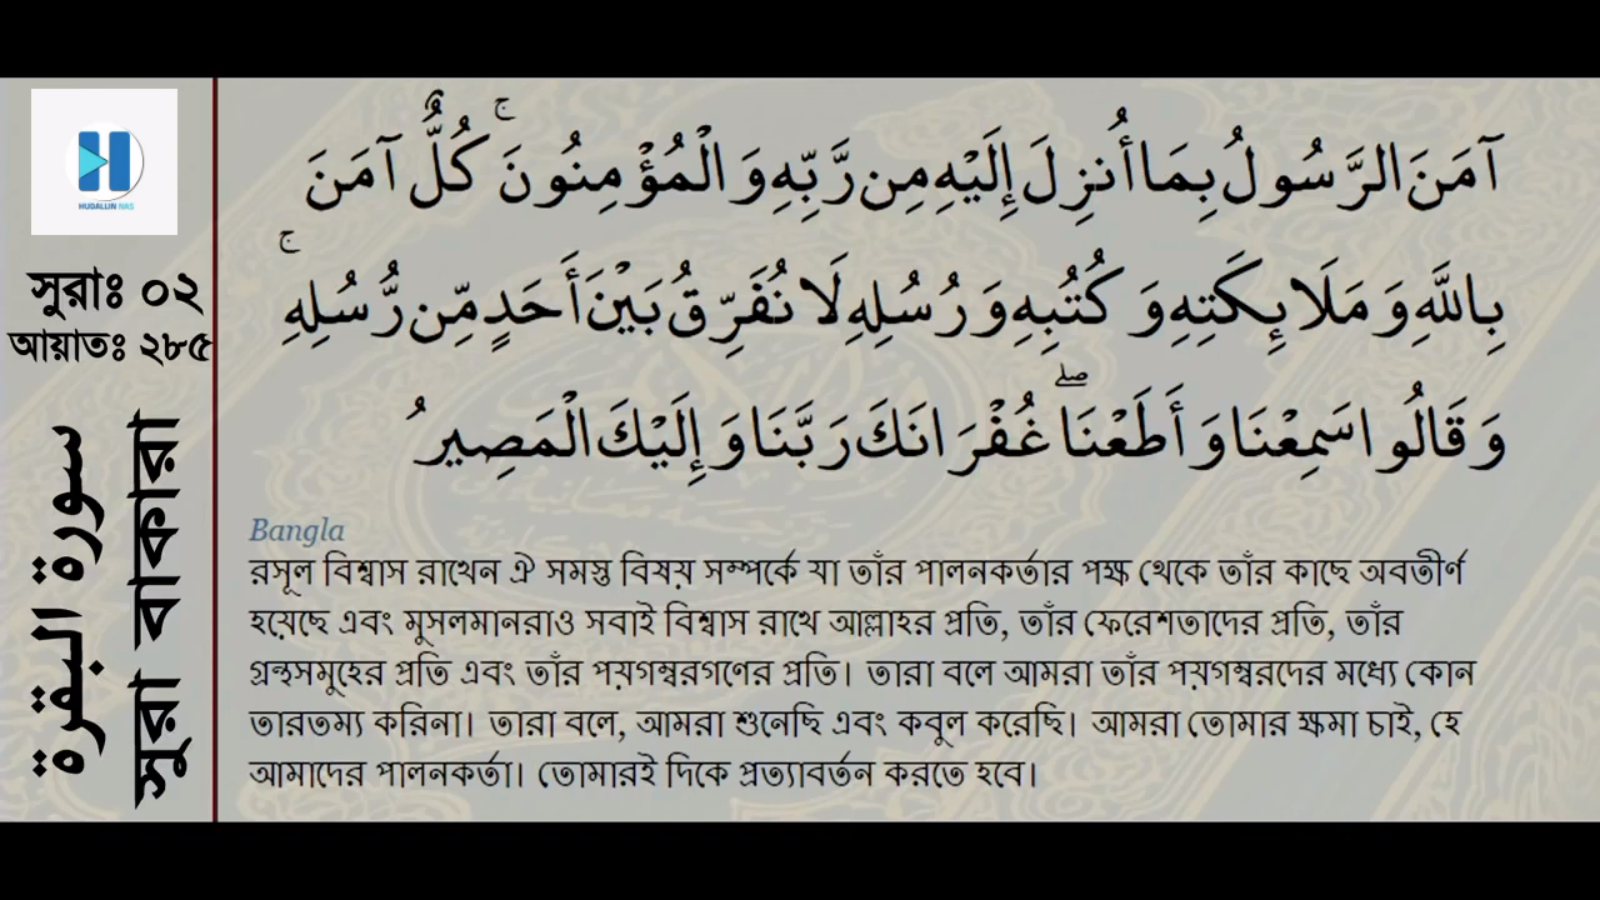 HUDALLIN NAS
সুরাঃ ০২
আয়াতঃ ২৮৫
سورة البقرة
সুরা বাকারা
آمَنَ الرَّسُولُ بِمَا أُنزِلَ إِلَيْهِ مِن رَّبِّهِ وَالْمُؤْمِنُونَ ۚ كُلٌّ آمَنَ
بِاللَّهِ وَمَلَائِكَتِهِ وَكُتُبِهِ وَرُسُلِهِ لَا نُفَرِّقُ بَيْنَ أَحَدٍ مِّن رُّسُلِهِ ۚ
وَقَالُوا سَمِعْنَا وَأَطَعْنَا ۖ غُفْرَانَكَ رَبَّنَا وَإِلَيْكَ الْمَصِيرُ
Bangla
রসূল বিশ্বাস রাখেন ঐ সমস্ত বিষয় সম্পর্কে যা তাঁর পালনকর্তার পক্ষ থেকে তাঁর কাছে অবতীর্ণ
হয়েছে এবং মুসলমানরাও সবাই বিশ্বাস রাখে আল্লাহর প্রতি, তাঁর ফেরেশতাদের প্রতি, তাঁর
গ্রন্থসমুহের প্রতি এবং তাঁর পয়গম্বরগণের প্রতি। তারা বলে আমরা তাঁর পয়গম্বরদের মধ্যে কোন
তারতম্য করিনা। তারা বলে, আমরা শুনেছি এবং কবুল করেছি। আমরা তোমার ক্ষমা চাই, হে
আমাদের পালনকর্তা। তোমারই দিকে প্রত্যাবর্তন করতে হবে।